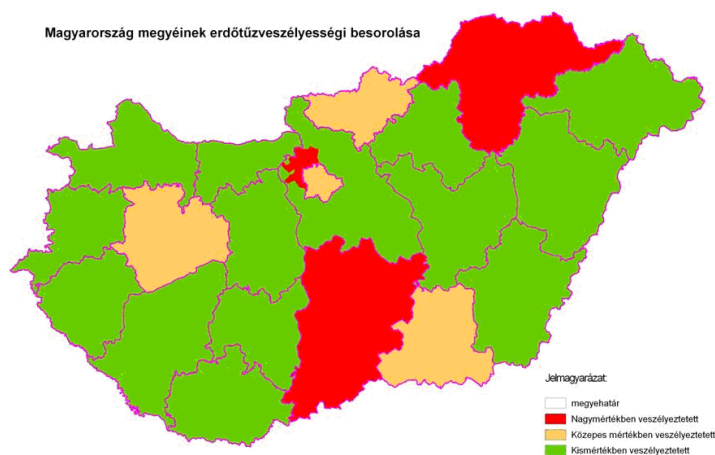 Magyarország megyéinek erdőtűzveszélyességi besorolása
Jelmagyarázat:
megyehatár
Nagymértékben veszélyeztetett
Közepes mértékben veszélyeztetett
Kismértékben veszélyeztetett